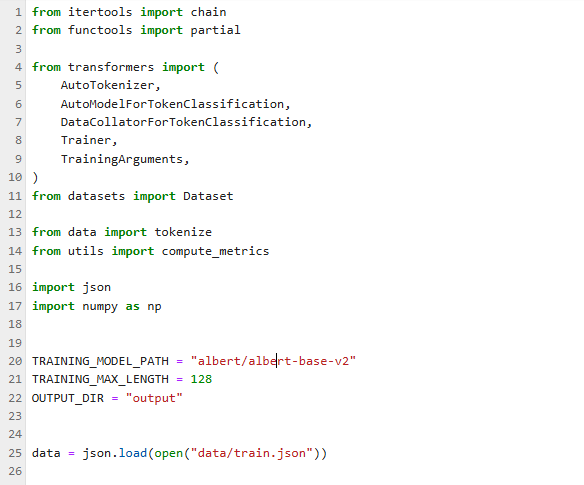 1 from itertools import chain
2 from functools import partial
3
4 from transformers import (
5     AutoTokenizer,
6     AutoModelForTokenClassification,
7     DataCollatorForTokenClassification,
8     Trainer,
9     TrainingArguments,
10 )
11 from datasets import Dataset
12
13 from data import tokenize
14 from utils import compute_metrics
15
16 import json
17 import numpy as np
18
19
20 TRAINING_MODEL_PATH = "albert/albert-base-v2"
21 TRAINING_MAX_LENGTH = 128
22 OUTPUT_DIR = "output"
23
24
25 data = json.load(open("data/train.json"))
26